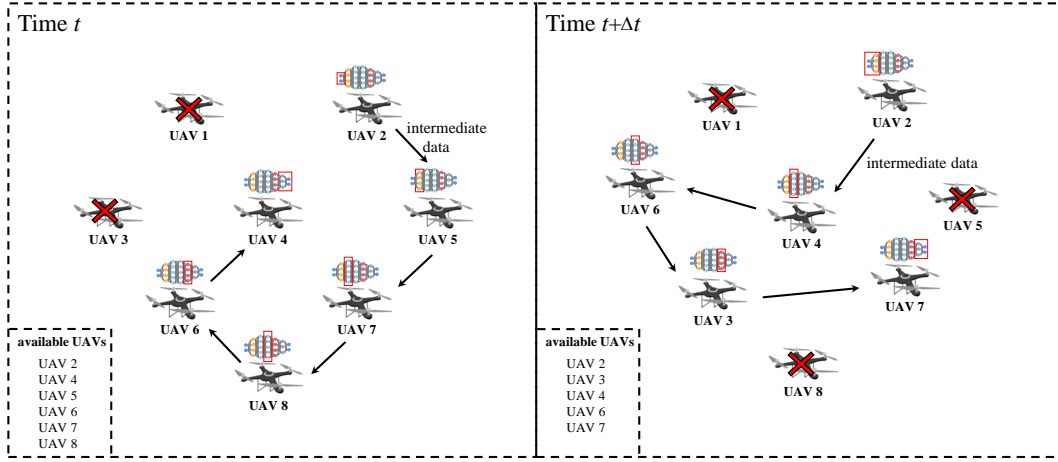 Time t
UAV 1
UAV 2
intermediate
data
UAV 3
UAV 4
UAV 5
UAV 6
UAV 7
UAV 8
available UAVs
UAV 2
UAV 4
UAV 5
UAV 6
UAV 7
UAV 8
Time t+Δt
UAV 1
UAV 2
intermediate data
UAV 6
UAV 4
UAV 5
UAV 3
UAV 7
UAV 8
available UAVs
UAV 2
UAV 3
UAV 4
UAV 6
UAV 7